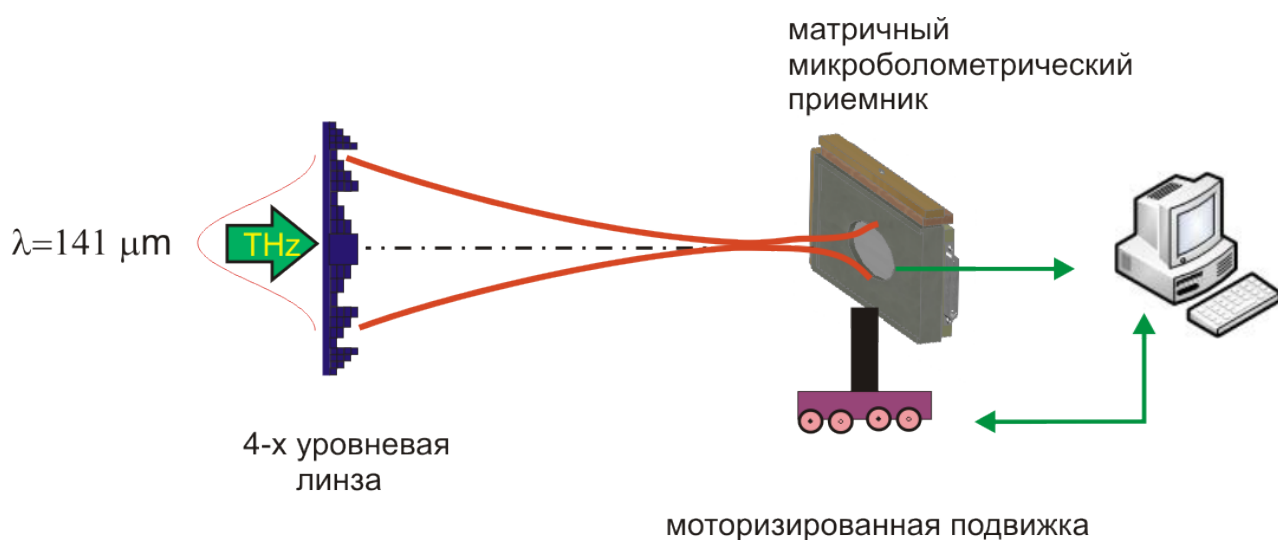 матричный
микроболометрический
приемник
λ=141 μm
THz
4-х уровневая
линза
моторизированная подвижка